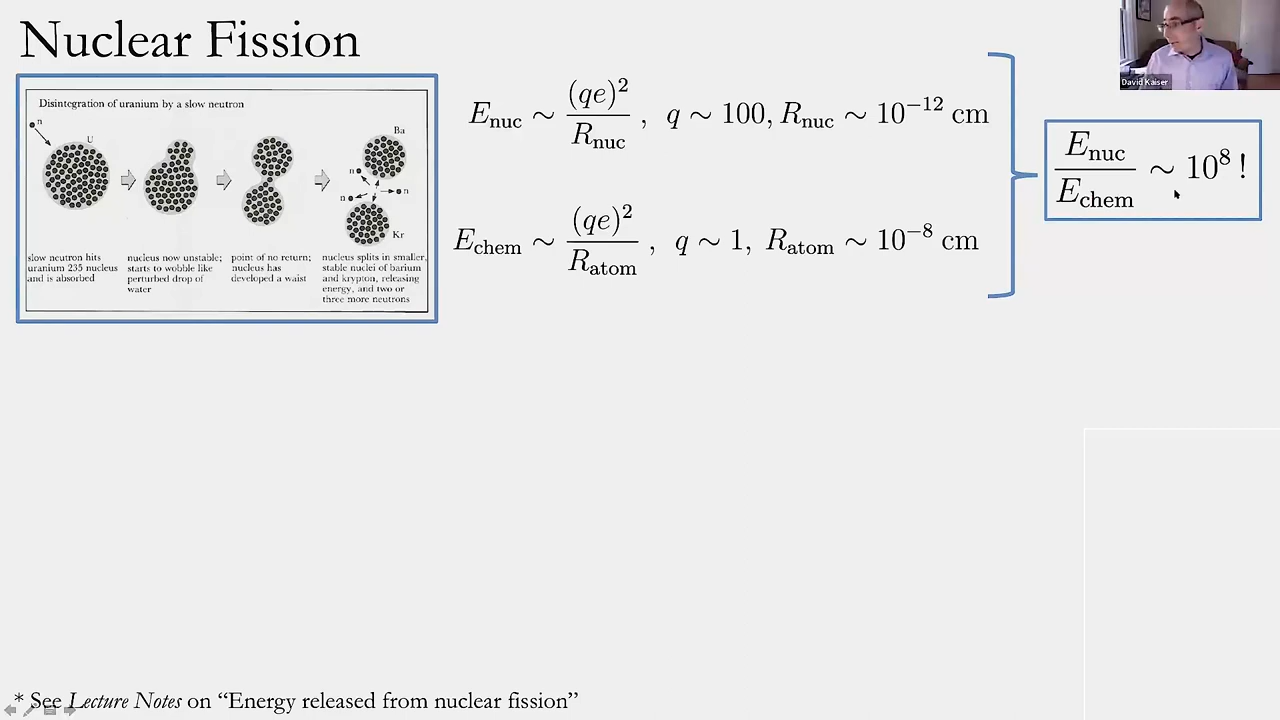 Nuclear Fission
David Kaiser
Disintegration of uranium by a slow neutron
n
U
Ba
n
n
n
Kr
slow neutron hits
uranium 235 nucleus
and is absorbed
nucleus now unstable;
starts to wobble like
perturbed drop of
water
point of no return;
nucleus has
developed a waist
nucleus splits in smaller,
stable nuclei of barium
and krypton, releasing
energy, and two or
three more neutrons
E_nuc ∼ (qe)² / R_nuc , q ∼ 100, R_nuc ∼ 10⁻¹² cm
E_chem ∼ (qe)² / R_atom , q ∼ 1, R_atom ∼ 10⁻⁸ cm
E_nuc / E_chem ∼ 10⁸ !
* See Lecture Notes on “Energy released from nuclear fission”